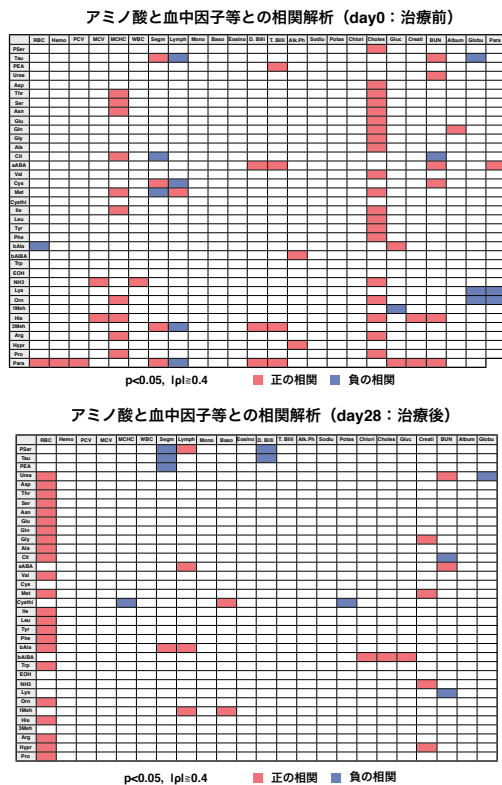 アミノ酸と血中因子等との相関解析（day0：治療前）
RBC Hemo PCV MCV MCHC WBC Segm Lymph Mono Baso Eosino D. Bili T. Bili Alk.Ph Sodiu Potas Chlori Choles Gluc Creati BUN Album Globu Para
PSer
Tau
PEA
Urea
Asp
Thr
Ser
Asn
Glu
Gln
Gly
Ala
Cit
aABA
Val
Cys
Met
Cyathi
Ile
Leu
Tyr
Phe
bAla
bAiBA
Trp
EOH
NH3
Lys
Orn
1Meh
His
3Meh
Arg
Hypr
Pro
Para
p<0.05, |ρ|≧0.4 正の相関 負の相関
アミノ酸と血中因子等との相関解析（day28：治療後）
RBC Hemo PCV MCV MCHC WBC Segm Lymph Mono Baso Eosino D. Bili T. Bili Alk.Ph Sodiu Potas Chlori Choles Gluc Creati BUN Album Globu
PSer
Tau
PEA
Urea
Asp
Thr
Ser
Asn
Glu
Gln
Gly
Ala
Cit
aABA
Val
Cys
Met
Cyathi
Ile
Leu
Tyr
Phe
bAla
bAiBA
Trp
EOH
NH3
Lys
Orn
1Meh
His
3Meh
Arg
Hypr
Pro
p<0.05, |ρ|≧0.4 正の相関 負の相関